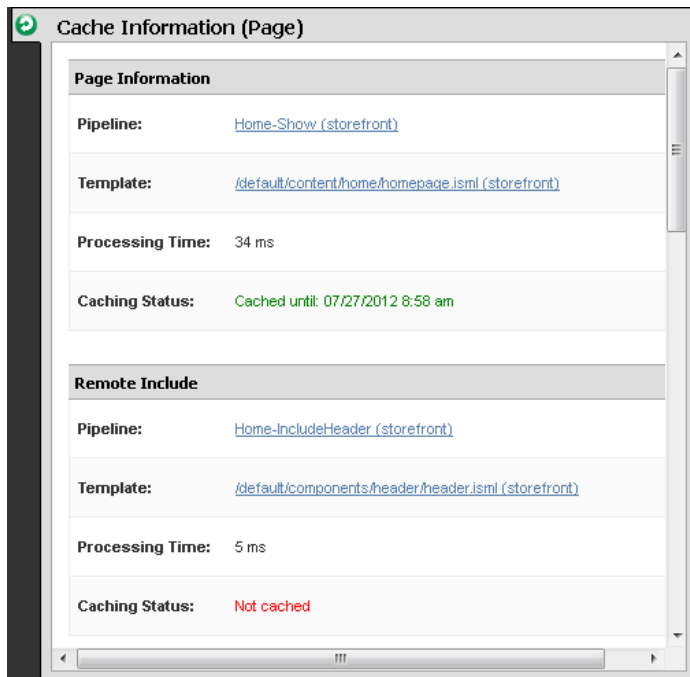 Cache Information (Page)
Page Information
Pipeline: Home-Show (storefront)
Template: /default/content/home/homepage.isml (storefront)
Processing Time: 34 ms
Caching Status: Cached until: 07/27/2012 8:58 am
Remote Include
Pipeline: Home-IncludeHeader (storefront)
Template: /default/components/header/header.isml (storefront)
Processing Time: 5 ms
Caching Status: Not cached